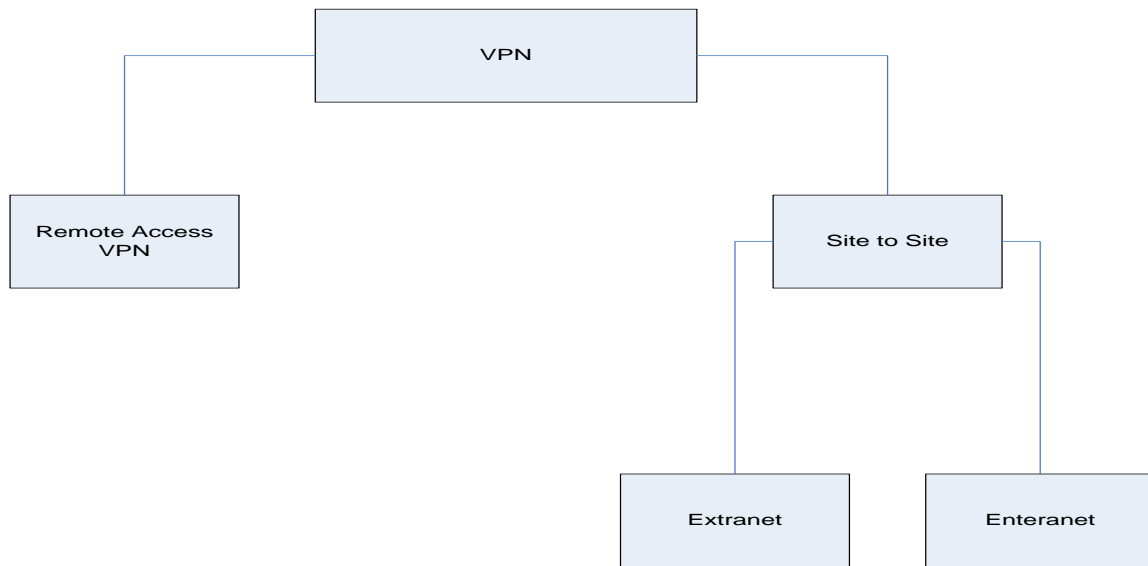 VPN
Remote Access
VPN
Site to Site
Extranet
Enteranet